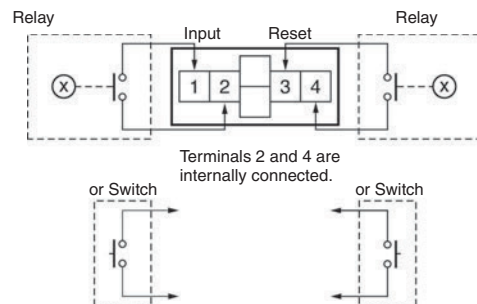 Relay
Relay
Input
Reset
X
1
2
3
4
X
Terminals 2 and 4 are
internally connected.
or Switch
or Switch